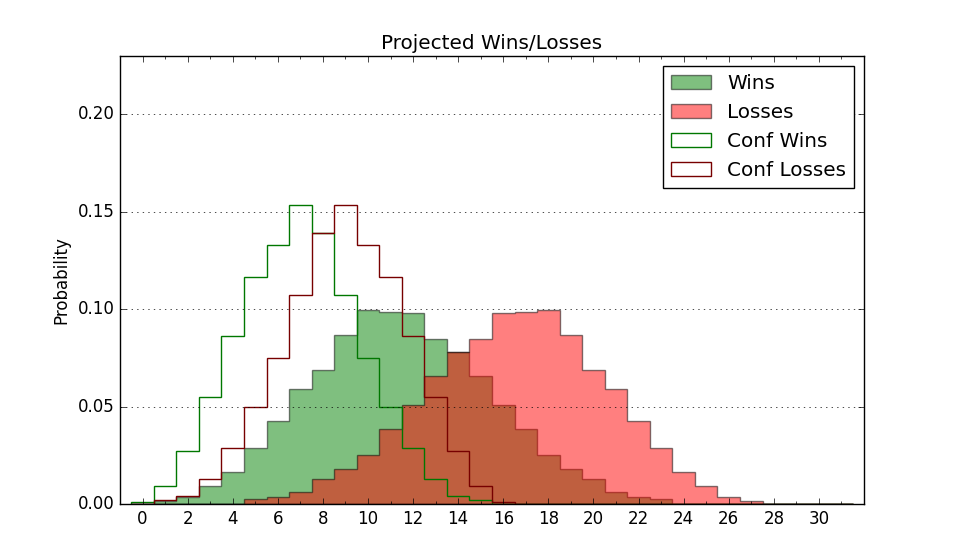 Projected Wins/Losses
Wins
Losses
Conf Wins
Conf Losses
Probability
0.20
0.15
0.10
0.05
0.00
0 2 4 6 8 10 12 14 16 18 20 22 24 26 28 30